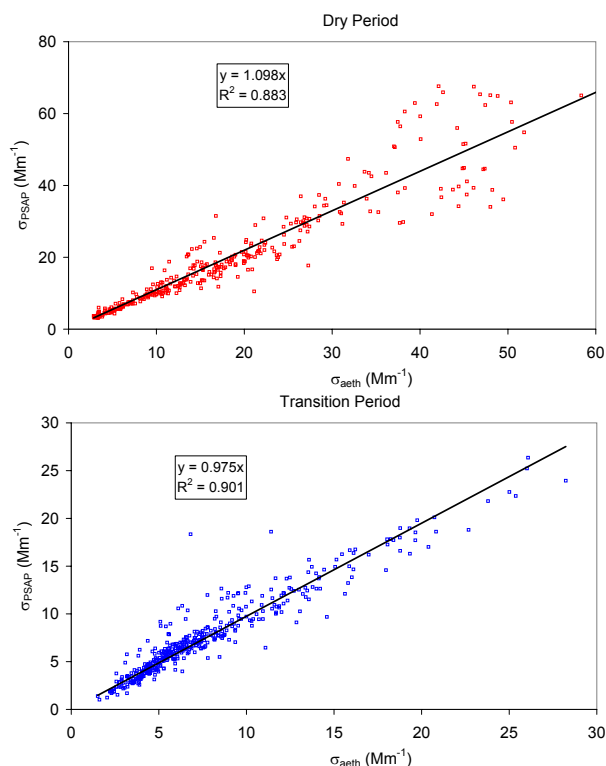 Dry Period
80
60
40
20
0
0 10 20 30 40 50 60
y = 1.098x
R² = 0.883
σPSAP (Mm⁻¹)
σaeth (Mm⁻¹)
Transition Period
30
25
20
15
10
5
0
0 5 10 15 20 25 30
y = 0.975x
R² = 0.901
σPSAP (Mm⁻¹)
σaeth (Mm⁻¹)